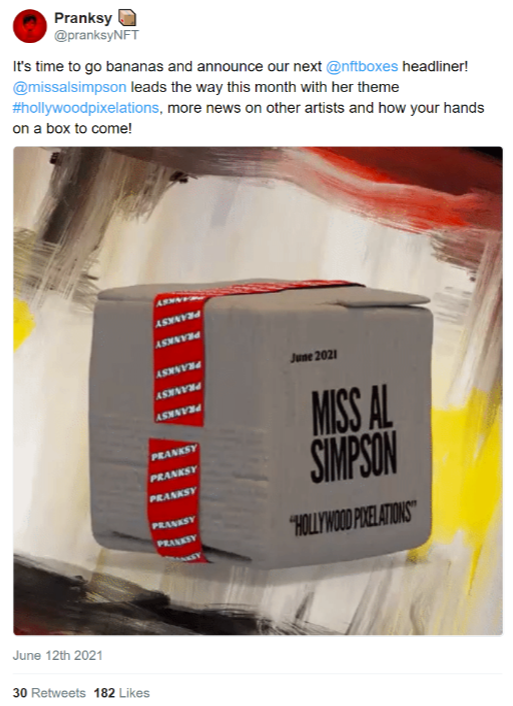 Pranksy
@pranksyNFT
It's time to go bananas and announce our next @nftboxes headliner!
@missalsimpson leads the way this month with her theme
#hollywoodpixelations, more news on other artists and how your hands
on a box to come!
PRANKSY
PRANKSY
PRANKSY
PRANKSY
PRANKSY
PRANKSY
PRANKSY
PRANKSY
PRANKSY
PRANKSY
PRANKSY
PRANKSY
June 2021
MISS AL
SIMPSON
"HOLLYWOOD PIXELATIONS"
June 12th 2021
30 Retweets 182 Likes